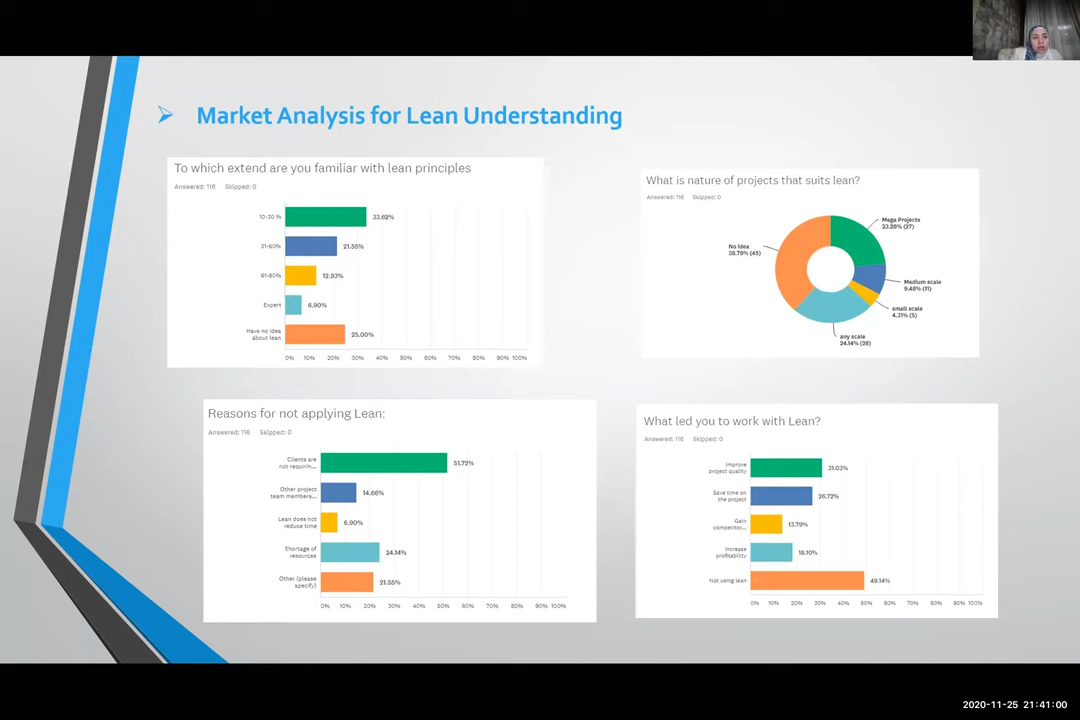 Market Analysis for Lean Understanding
To which extend are you familiar with lean principles
Answered: 116 Skipped: 0
10-30 %
33.62%
31-60%
21.55%
61-80%
12.93%
Expert
6.90%
Have no idea
about lean
25.00%
0% 10% 20% 30% 40% 50% 60% 70% 80% 90% 100%
What is nature of projects that suits lean?
Answered: 116 Skipped: 0
Mega Projects
23.28% (27)
No idea
38.79% (45)
Medium scale
9.48% (11)
small scale
4.31% (5)
any scale
24.14% (28)
Reasons for not applying Lean:
Answered: 116 Skipped: 0
Clients are
not requirin...
51.72%
Other project
team members...
14.66%
Lean does not
reduce time
6.90%
Shortage of
resources
24.14%
Other (please
specify)
21.55%
0% 10% 20% 30% 40% 50% 60% 70% 80% 90% 100%
What led you to work with Lean?
Answered: 116 Skipped: 0
Improve
project quality
31.03%
Save time on
the project
26.72%
Gain
competitor...
13.79%
Increase
profitability
18.10%
Not using lean
49.14%
0% 10% 20% 30% 40% 50% 60% 70% 80% 90% 100%
2020-11-25 21:41:00